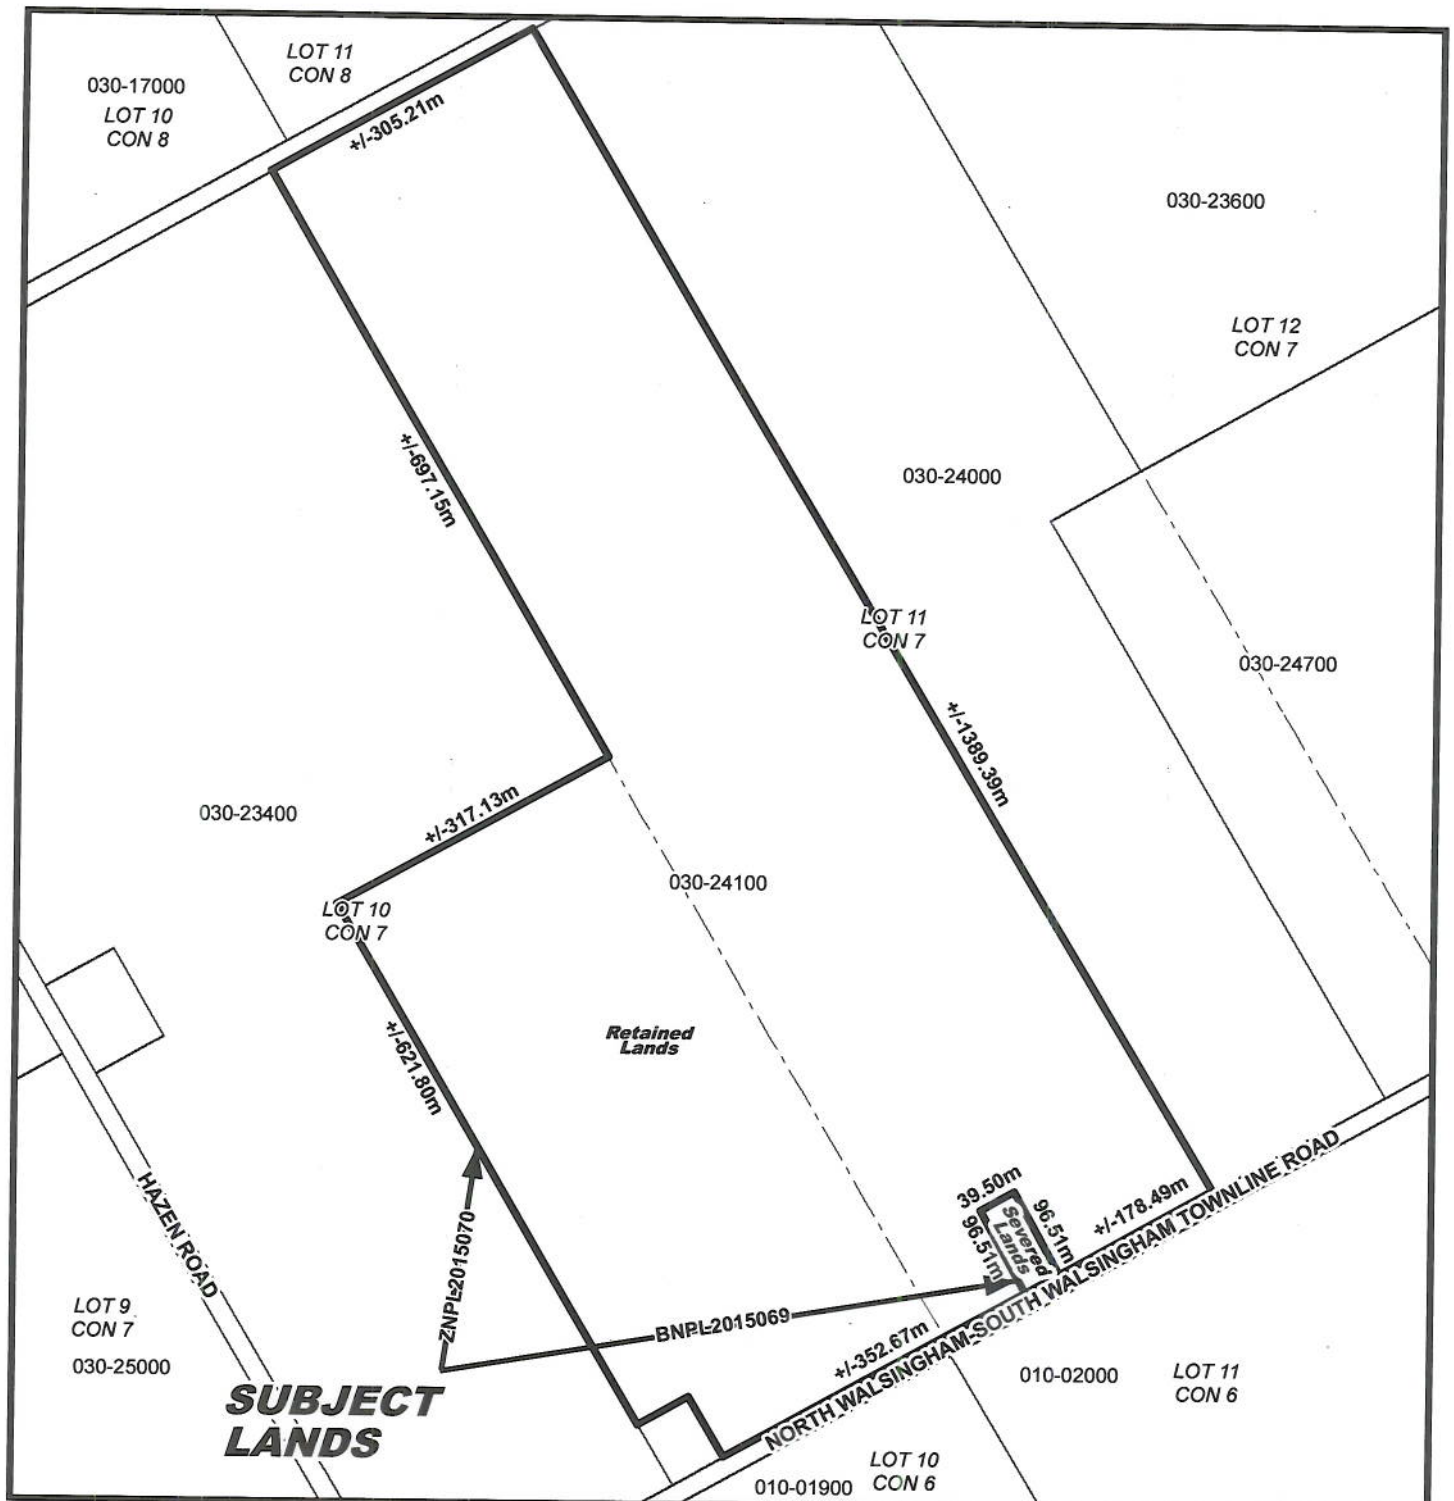 LOT 11
CON 8
030-17000
LOT 10
CON 8
+/-305.21m
030-23600
LOT 12
CON 7
+/-697.15m
030-24000
LOT 11
CON 7
030-24700
+/-1389.39m
+/-317.13m
030-23400
030-24100
LOT 10
CON 7
Retained
Lands
+/-621.80m
HAZEN ROAD
39.50m
96.51m
Severed
Lands
96.51m
+/-178.49m
NORTH WALSINGHAM-SOUTH WALSINGHAM TOWNLINE ROAD
ZNPL2015070
BNPL2015069
+/-352.67m
LOT 9
CON 7
030-25000
010-02000
LOT 11
CON 6
SUBJECT
LANDS
LOT 10
CON 6
010-01900